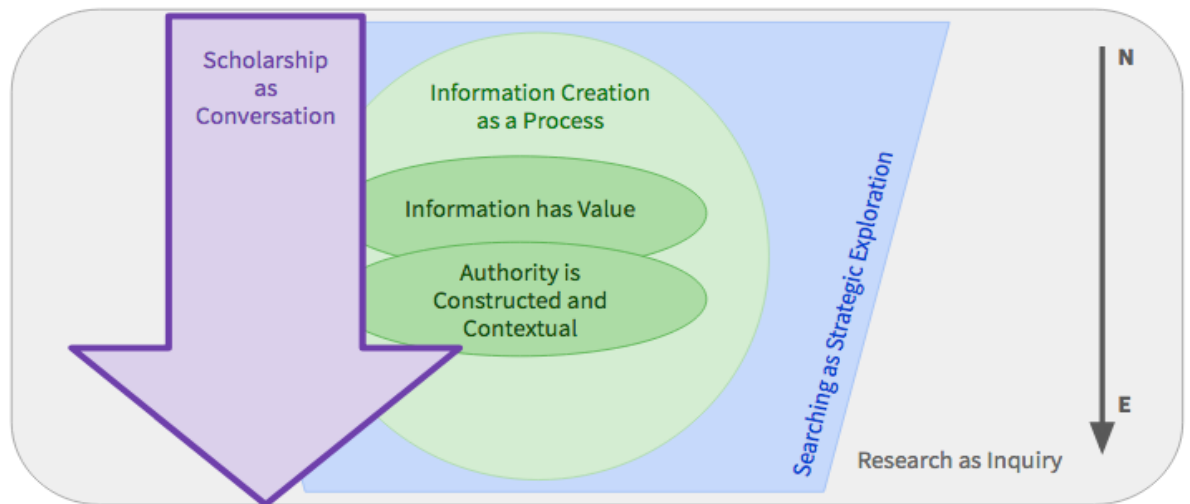 Scholarship
as
Conversation
Information Creation
as a Process
Information has Value
Authority is
Constructed and
Contextual
Searching as Strategic Exploration
N
E
Research as Inquiry